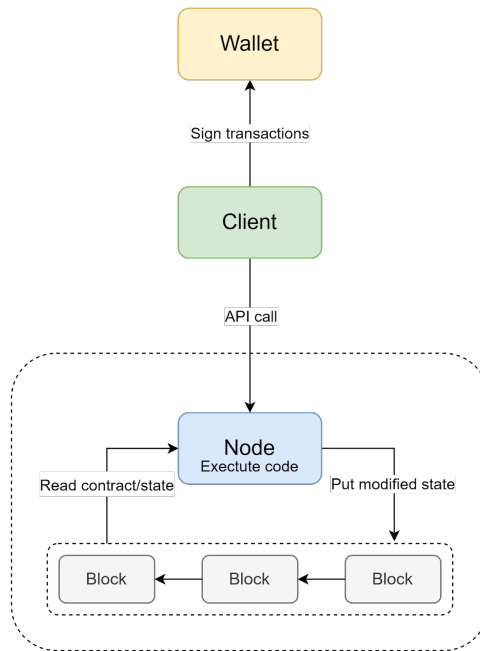 Wallet
Sign transactions
Client
API call
Node
Exectute code
Read contract/state
Put modified state
Block
Block
Block